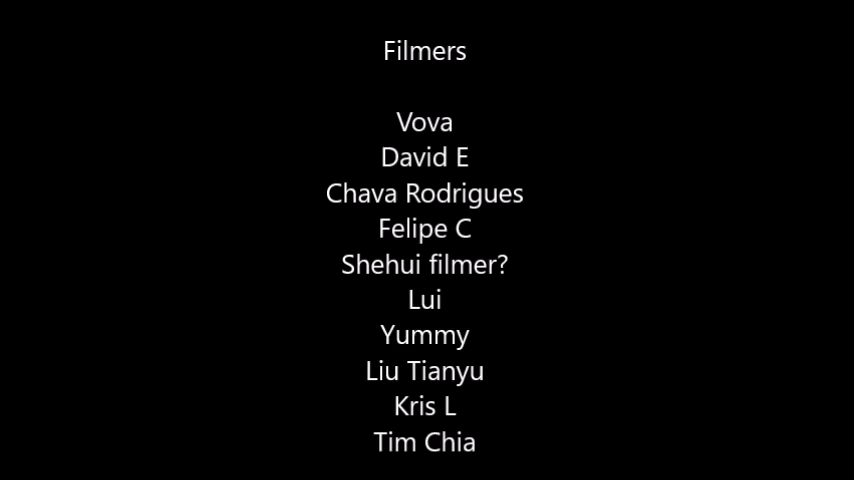 Filmers
Vova
David E
Chava Rodrigues
Felipe C
Shehui filmer?
Lui
Yummy
Liu Tianyu
Kris L
Tim Chia